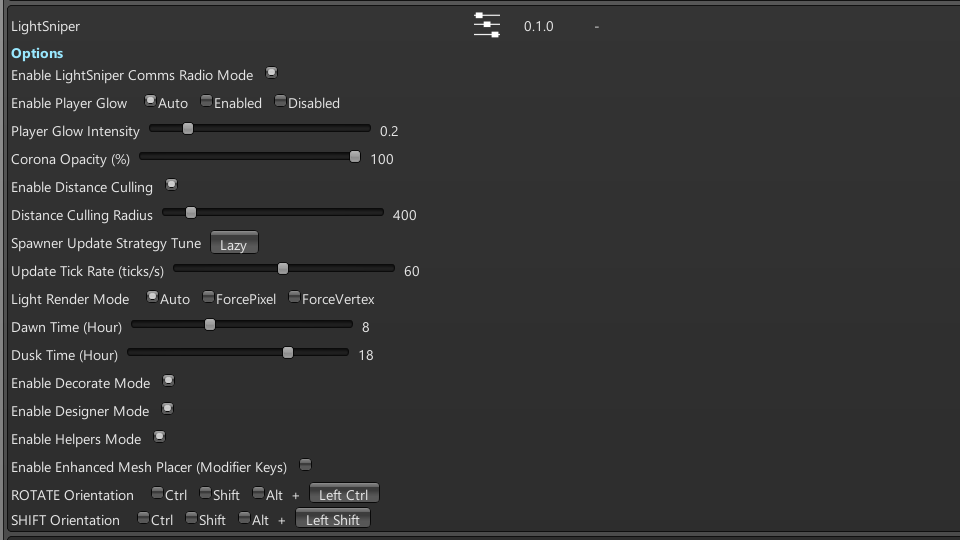 LightSniper 0.1.0 -
Options
Enable LightSniper Comms Radio Mode
Enable Player Glow Auto Enabled Disabled
Player Glow Intensity 0.2
Corona Opacity (%) 100
Enable Distance Culling
Distance Culling Radius 400
Spawner Update Strategy Tune Lazy
Update Tick Rate (ticks/s) 60
Light Render Mode Auto ForcePixel ForceVertex
Dawn Time (Hour) 8
Dusk Time (Hour) 18
Enable Decorate Mode
Enable Designer Mode
Enable Helpers Mode
Enable Enhanced Mesh Placer (Modifier Keys)
ROTATE Orientation Ctrl Shift Alt + Left Ctrl
SHIFT Orientation Ctrl Shift Alt + Left Shift